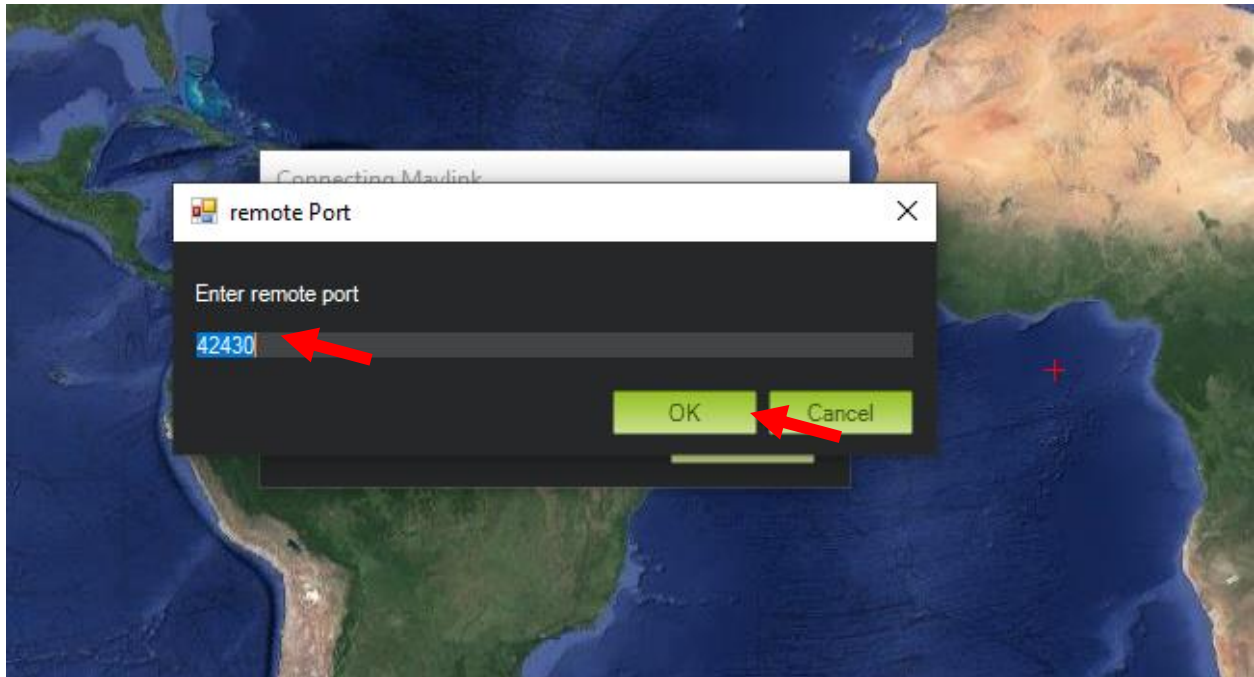 Connecting Mavlink
remote Port
Enter remote port
42430
OK
Cancel